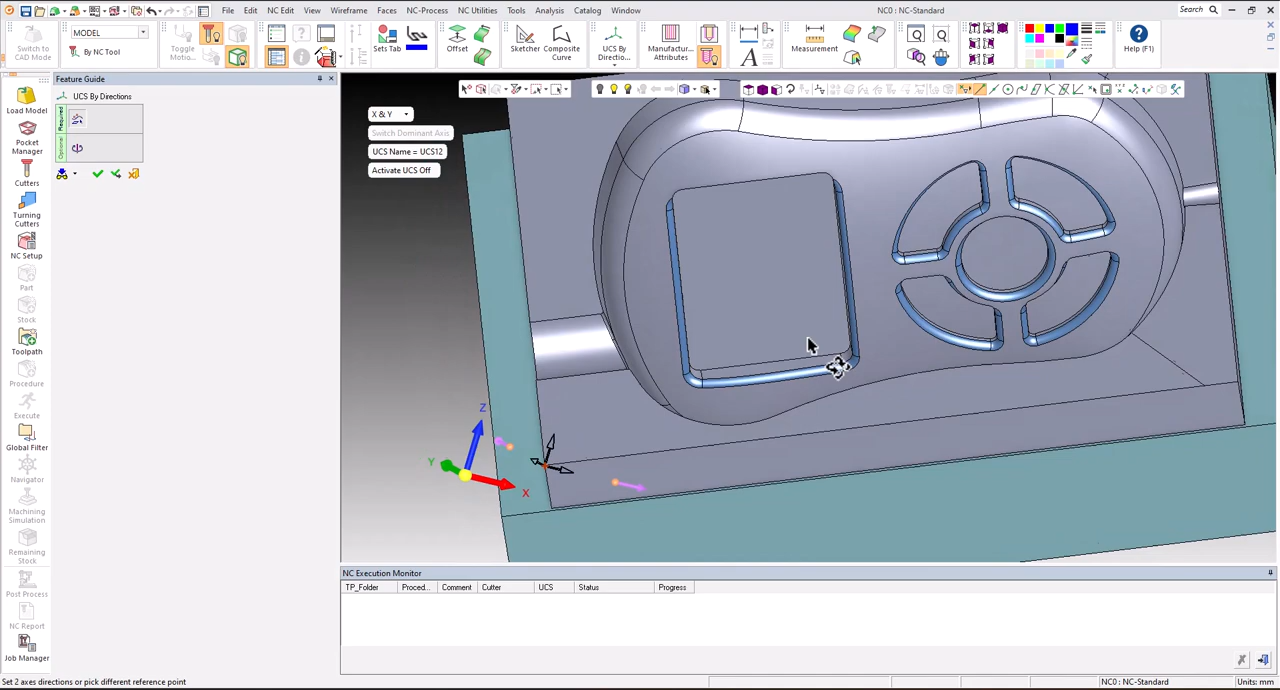 File Edit View Wireframe Faces NC-Process NC Utilities Tools Analysis Catalog Window
NC0 : NC-Standard
Search
Switch to CAD Mode
MODEL
By NC Tool
Toggle Motio...
Sets Tab
Offset
Sketcher
Composite Curve
UCS By Directio...
Manufactur... Attributes
Measurement
Help (F1)
Feature Guide
UCS By Directions
Required
Optional
Load Model
Pocket Manager
Cutters
Turning Cutters
NC Setup
Part
Stock
Toolpath
Procedure
Execute
Global Filter
Navigator
Machining Simulation
Remaining Stock
Post Process
NC Report
Job Manager
X & Y
Switch Dominant Axis
UCS Name = UCS12
Activate UCS Off
Z
Y
X
NC Execution Monitor
TP_Folder Proced... Comment Cutter UCS Status Progress
Set 2 axes directions or pick different reference point
NC0 : NC-Standard
Units: mm